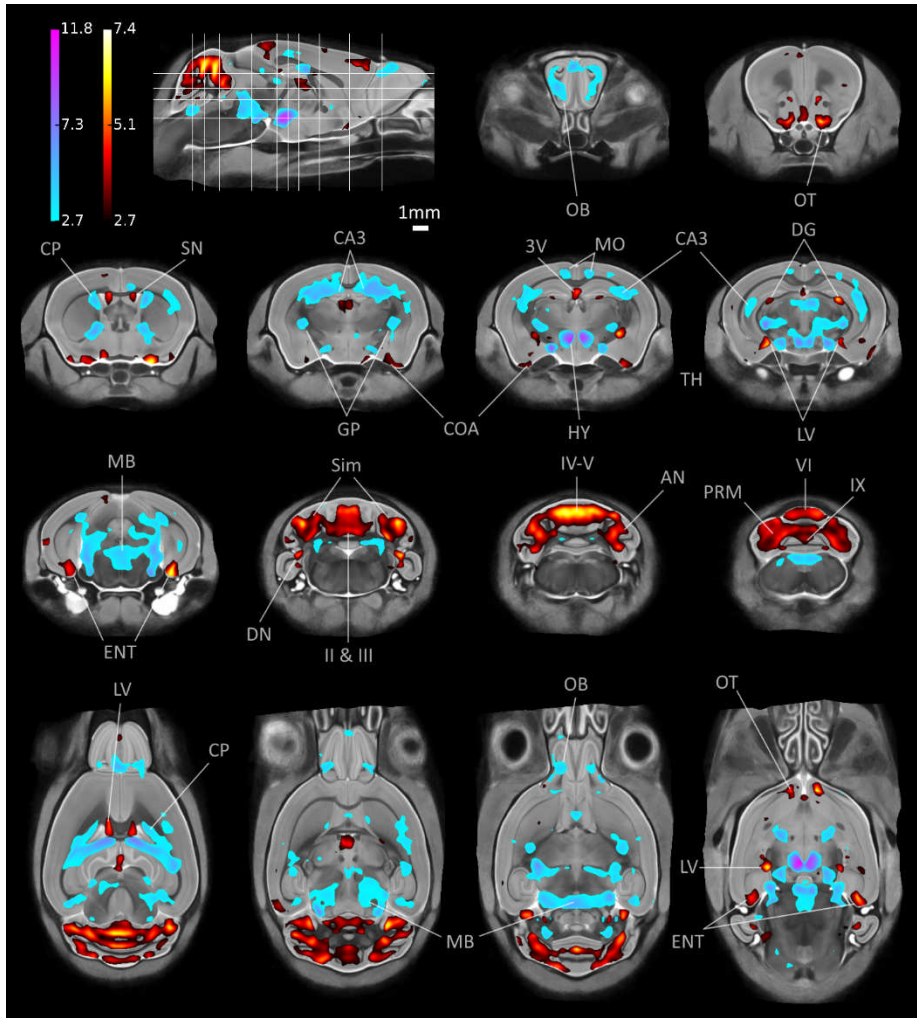 11.8 7.4
7.3 5.1
2.7 2.7
1mm
OB
OT
CP SN CA3 3V MO CA3 DG
GP COA HY TH LV
MB Sim IV-V AN PRM VI IX
ENT DN II & III
LV CP OB OT
MB LV ENT